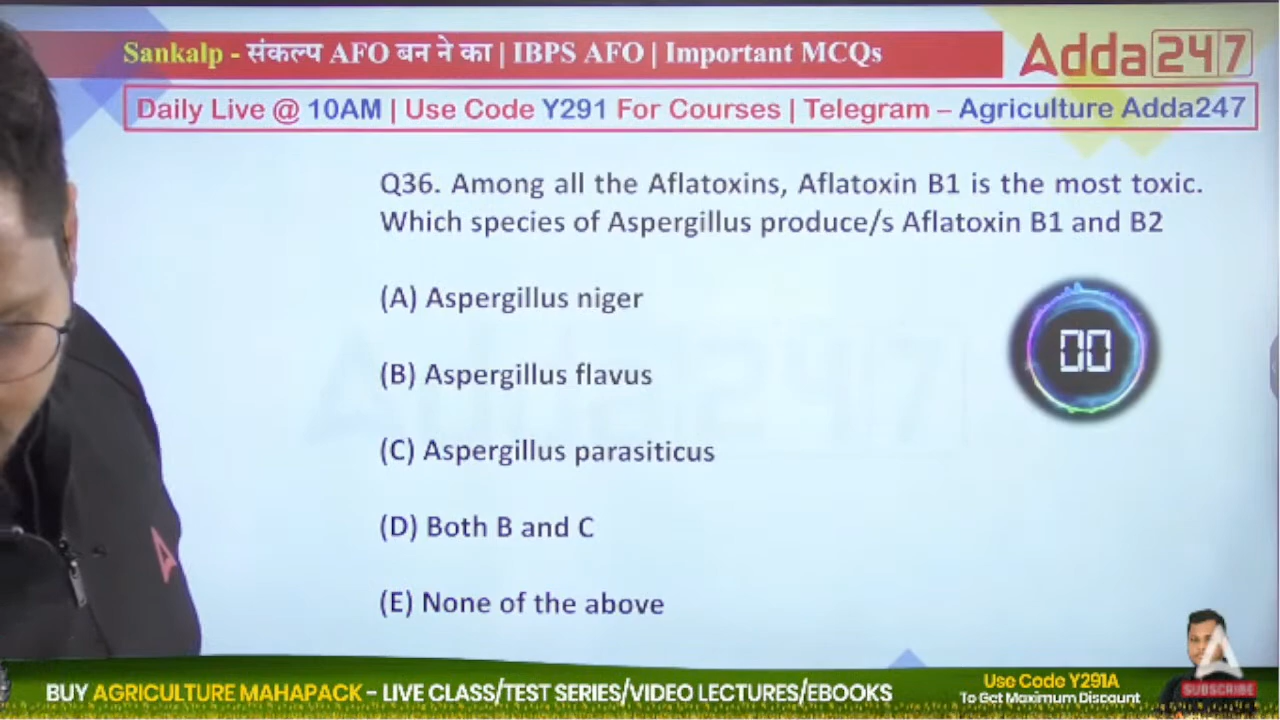 Sankalp - संकल्प AFO बन ने का | IBPS AFO | Important MCQs
Adda247
Daily Live @ 10AM | Use Code Y291 For Courses | Telegram – Agriculture Adda247
Q36. Among all the Aflatoxins, Aflatoxin B1 is the most toxic.
Which species of Aspergillus produce/s Aflatoxin B1 and B2
(A) Aspergillus niger
00
(B) Aspergillus flavus
(C) Aspergillus parasiticus
(D) Both B and C
(E) None of the above
BUY AGRICULTURE MAHAPACK – LIVE CLASS/TEST SERIES/VIDEO LECTURES/EBOOKS
Use Code Y291A
To Get Maximum Discount
SUBSCRIBE